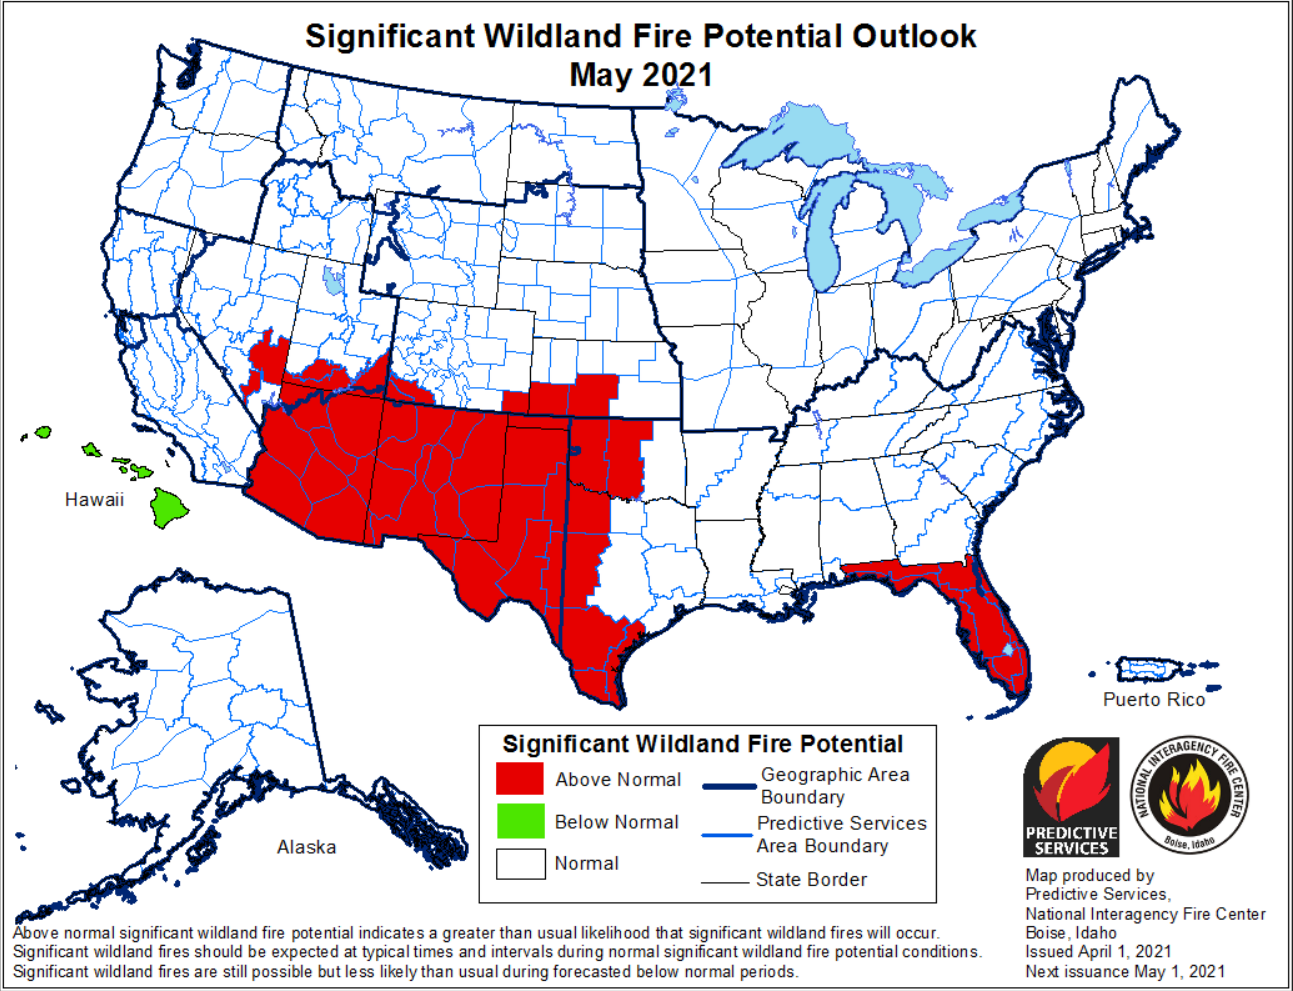 Significant Wildland Fire Potential Outlook
May 2021
Hawaii
Alaska
Puerto Rico
Significant Wildland Fire Potential
Above Normal
Below Normal
Normal
Geographic Area
Boundary
Predictive Services
Area Boundary
State Border
PREDICTIVE
SERVICES
NATIONAL INTERAGENCY FIRE CENTER
Boise, Idaho
Map produced by
Predictive Services,
National Interagency Fire Center
Boise, Idaho
Issued April 1, 2021
Next issuance May 1, 2021
Above normal significant wildland fire potential indicates a greater than usual likelihood that significant wildland fires will occur.
Significant wildland fires should be expected at typical times and intervals during normal significant wildland fire potential conditions.
Significant wildland fires are still possible but less likely than usual during forecasted below normal periods.